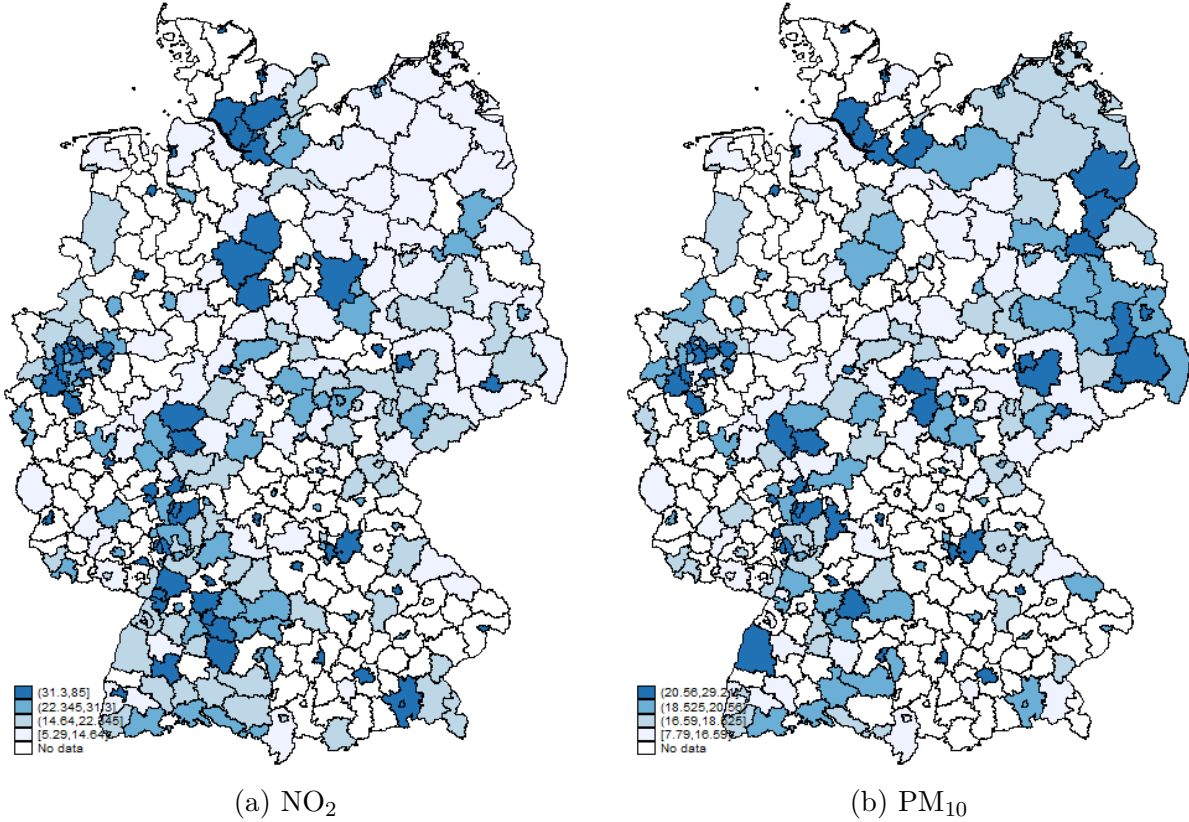 (31.3,85]
(22.345,31.3]
(14.64,22.345]
[5.29,14.64]
No data
(a) NO₂
(20.56,29.21]
(18.525,20.56]
(16.59,18.525]
[7.79,16.59]
No data
(b) PM₁₀